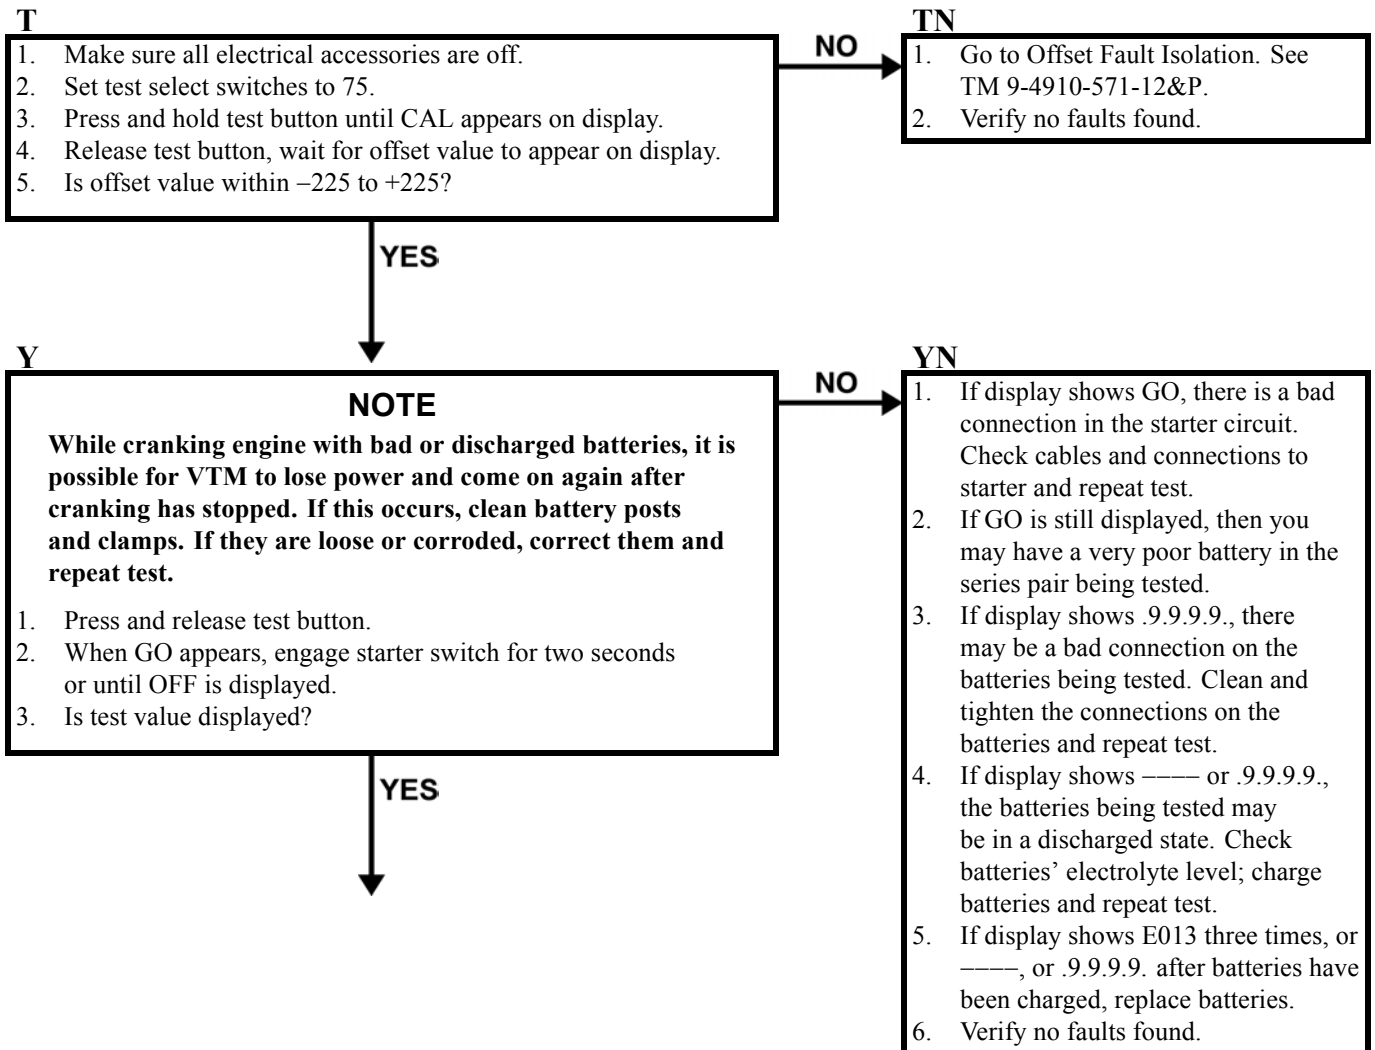 T
1. Make sure all electrical accessories are off.
2. Set test select switches to 75.
3. Press and hold test button until CAL appears on display.
4. Release test button, wait for offset value to appear on display.
5. Is offset value within –225 to +225?
NO
TN
1. Go to Offset Fault Isolation. See
TM 9-4910-571-12&P.
2. Verify no faults found.
YES
Y
NOTE
While cranking engine with bad or discharged batteries, it is
possible for VTM to lose power and come on again after
cranking has stopped. If this occurs, clean battery posts
and clamps. If they are loose or corroded, correct them and
repeat test.
1. Press and release test button.
2. When GO appears, engage starter switch for two seconds
or until OFF is displayed.
3. Is test value displayed?
NO
YN
1. If display shows GO, there is a bad
connection in the starter circuit.
Check cables and connections to
starter and repeat test.
2. If GO is still displayed, then you
may have a very poor battery in the
series pair being tested.
3. If display shows .9.9.9.9., there
may be a bad connection on the
batteries being tested. Clean and
tighten the connections on the
batteries and repeat test.
4. If display shows –––– or .9.9.9.9.,
the batteries being tested may
be in a discharged state. Check
batteries’ electrolyte level; charge
batteries and repeat test.
5. If display shows E013 three times, or
––––, or .9.9.9.9. after batteries have
been charged, replace batteries.
6. Verify no faults found.
YES